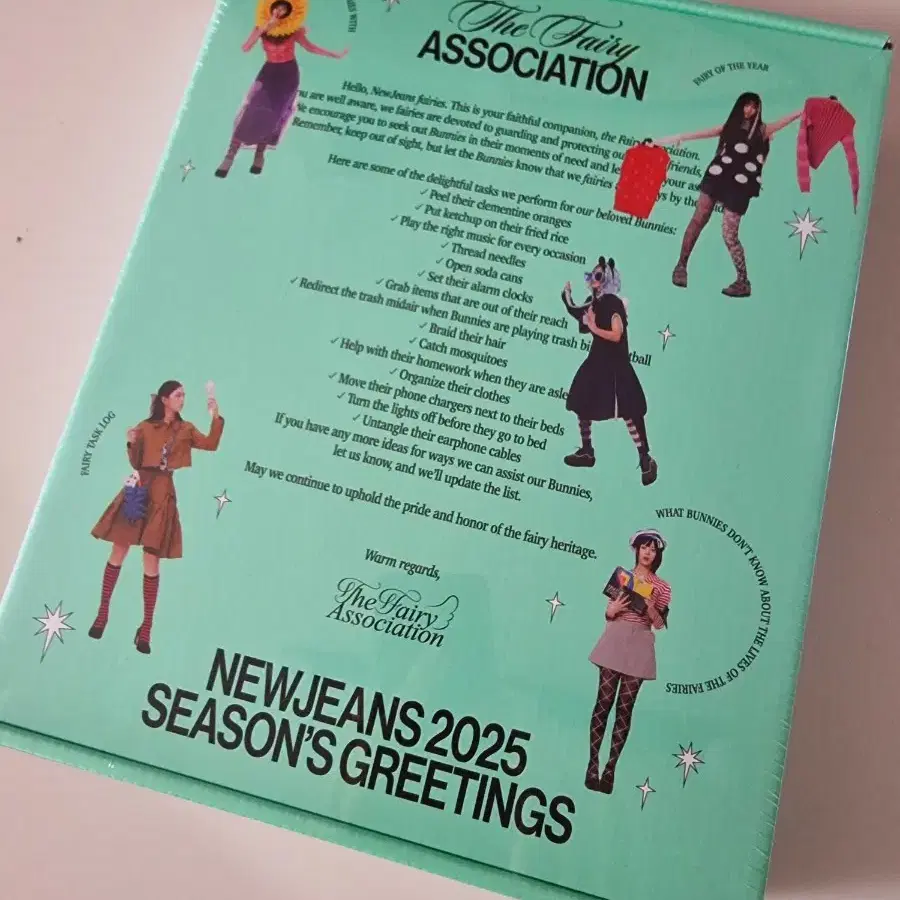 The Fairy
ASSOCIATION
WITH
FAIRY OF THE YEAR
Hello, NewJeans fairies. This is your faithful companion, the Fairy
you are well aware, we fairies are devoted to guarding and protecting friends,
We encourage you to seek out Bunnies in their moments of need and your
Remember, keep out of sight, but let the Bunnies know that we fairies by
Here are some of the delightful tasks we perform for our beloved Bunnies:
✓ Peel their clementine oranges
✓ Put ketchup on their fried rice
✓ Play the right music for every occasion
✓ Thread needles
✓ Open soda cans
✓ Set their alarm clocks
✓ Grab items that are out of their reach
✓ Redirect the trash midair when Bunnies are playing trash bi tball
✓ Braid their hair
✓ Catch mosquitoes
✓ Help with their homework when they are asle
✓ Organize their clothes
✓ Move their phone chargers next to their beds
✓ Turn the lights off before they go to bed
✓ Untangle their earphone cables
If you have any more ideas for ways we can assist our Bunnies,
let us know, and we'll update the list.
May we continue to uphold the pride and honor of the fairy heritage.
FAIRY TASK LOG
WHAT BUNNIES DON'T KNOW ABOUT THE LIVES OF THE FAIRIES
Warm regards,
The Fairy
Association
NEWJEANS 2025
SEASON'S GREETINGS